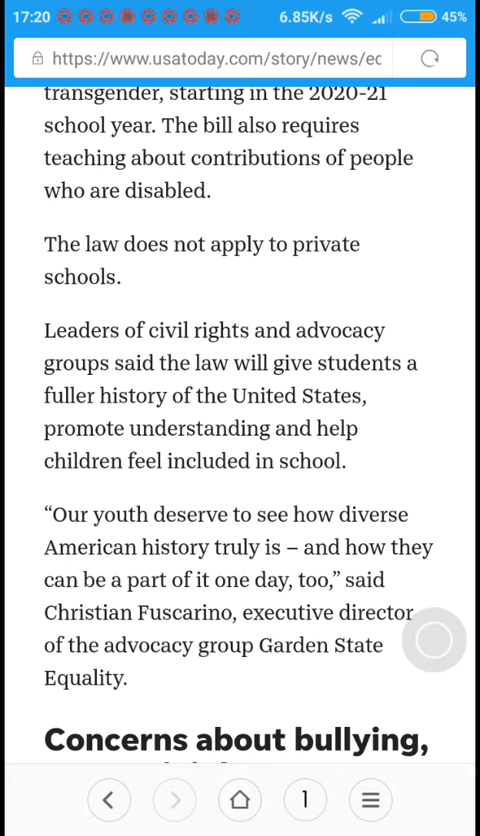 17:20 6.85K/s 45%
https://www.usatoday.com/story/news/ec
transgender, starting in the 2020-21
school year. The bill also requires
teaching about contributions of people
who are disabled.
The law does not apply to private
schools.
Leaders of civil rights and advocacy
groups said the law will give students a
fuller history of the United States,
promote understanding and help
children feel included in school.
“Our youth deserve to see how diverse
American history truly is – and how they
can be a part of it one day, too,” said
Christian Fuscarino, executive director
of the advocacy group Garden State
Equality.
Concerns about bullying,
1